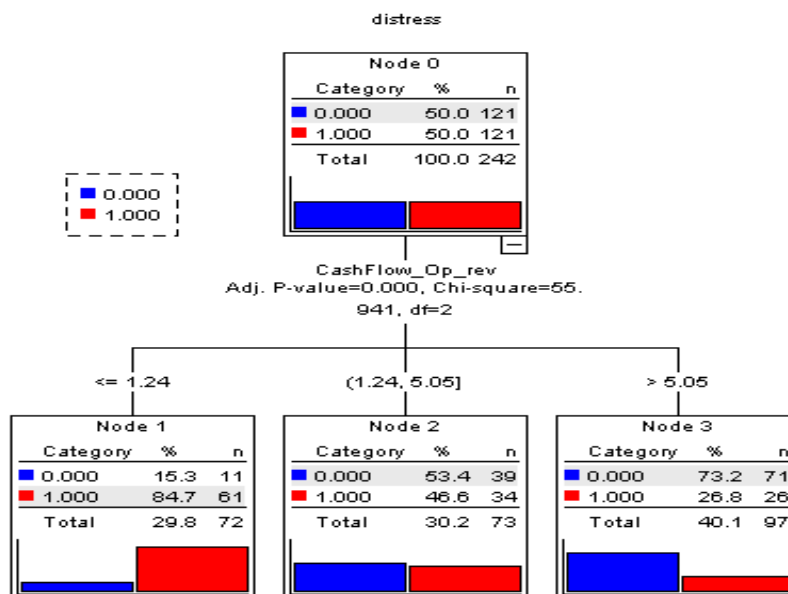 distress
Node 0
Category % n
0.000 50.0 121
1.000 50.0 121
Total 100.0 242
0.000
1.000
CashFlow_Op_rev
Adj. P-value=0.000, Chi-square=55.
941, df=2
<= 1.24 (1.24, 5.05] > 5.05
Node 1
Category % n
0.000 15.3 11
1.000 84.7 61
Total 29.8 72
Node 2
Category % n
0.000 53.4 39
1.000 46.6 34
Total 30.2 73
Node 3
Category % n
0.000 73.2 71
1.000 26.8 26
Total 40.1 97